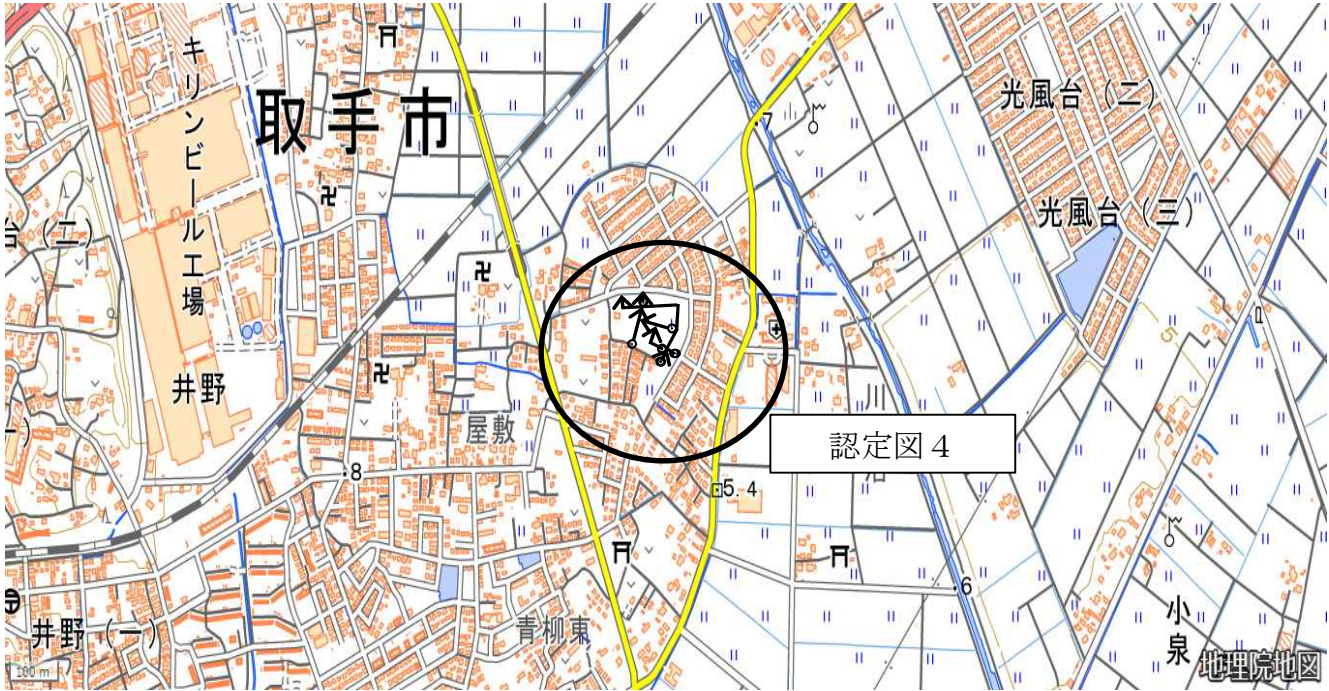 キリンビール工場
取手市
光風台(二)
光風台(三)
台(二)
7
井野
屋敷
認定図4
8
5.4
5
6
井野(一)
青柳東
小泉
100 m
地理院地図